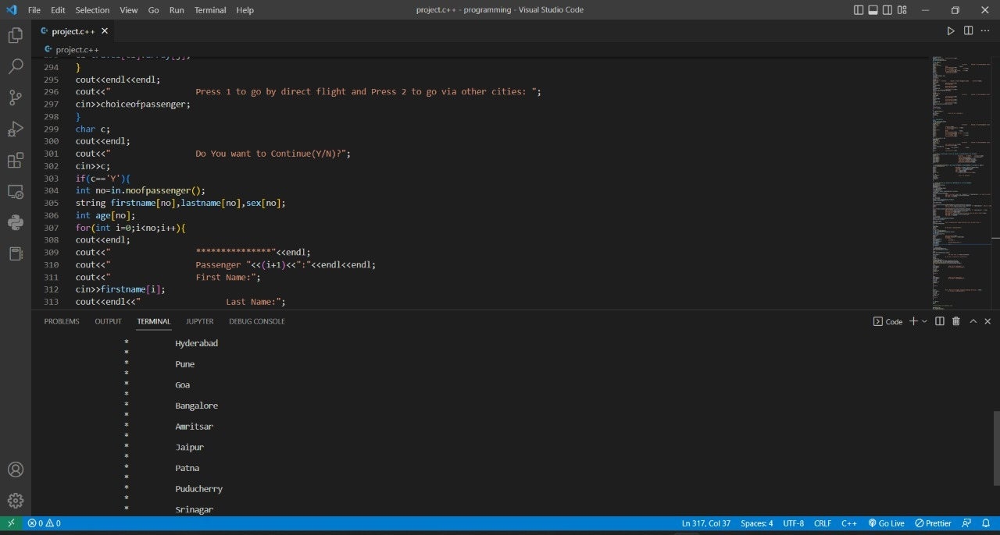 File Edit Selection View Go Run Terminal Help project.c++ - programming - Visual Studio Code
project.c++
project.c++
294 }
295 cout<<endl<<endl;
296 cout<<" Press 1 to go by direct flight and Press 2 to go via other cities: ";
297 cin>>choiceofpassenger;
298 }
299 char c;
300 cout<<endl;
301 cout<<" Do You want to Continue(Y/N)?";
302 cin>>c;
303 if(c=='Y'){
304 int no=in.noofpassenger();
305 string firstname[no],lastname[no],sex[no];
306 int age[no];
307 for(int i=0;i<no;i++){
308 cout<<endl;
309 cout<<" ***************"<<endl;
310 cout<<" Passenger "<<(i+1)<<":"<<endl<<endl;
311 cout<<" First Name:";
312 cin>>firstname[i];
313 cout<<endl<<" Last Name:";
PROBLEMS OUTPUT TERMINAL JUPYTER DEBUG CONSOLE Code
* Hyderabad
*
* Pune
*
* Goa
*
* Bangalore
*
* Amritsar
*
* Jaipur
*
* Patna
*
* Puducherry
*
* Srinagar
0 0 Ln 317, Col 37 Spaces: 4 UTF-8 CRLF C++ Go Live Prettier